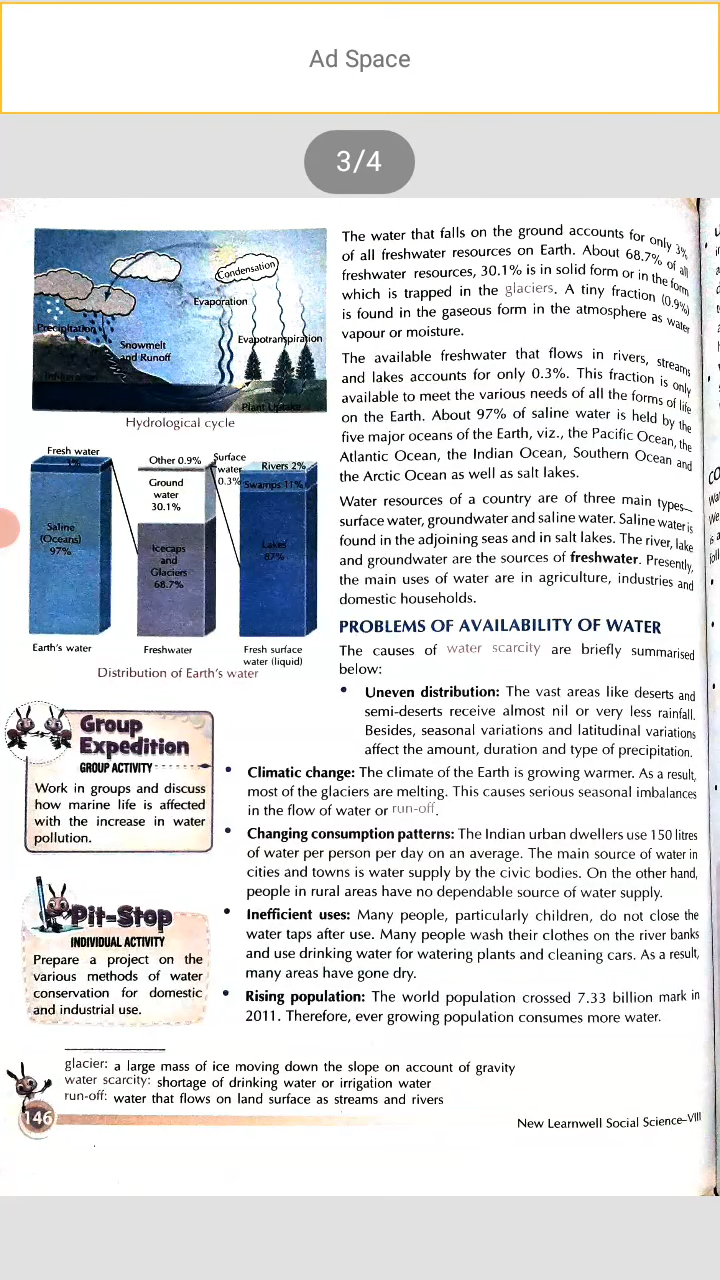 Ad Space
3/4
Condensation
Evaporation
Precipitation
Snowmelt
and Runoff
Evapotranspiration
Infiltration
Plant Uptake
Hydrological cycle
Fresh water
3%
Saline
(Oceans)
97%
Earth's water
Other 0.9%
Ground
water
30.1%
Icecaps
and
Glaciers
68.7%
Freshwater
Surface
water
0.3%
Rivers 2%
Swamps 11%
Lakes
87%
Fresh surface
water (liquid)
Distribution of Earth's water
The water that falls on the ground accounts for only 3%
of all freshwater resources on Earth. About 68.7% of all
freshwater resources, 30.1% is in solid form or in the form
which is trapped in the glaciers. A tiny fraction (0.9%)
is found in the gaseous form in the atmosphere as water
vapour or moisture.
The available freshwater that flows in rivers, streams
and lakes accounts for only 0.3%. This fraction is only
available to meet the various needs of all the forms of life
on the Earth. About 97% of saline water is held by the
five major oceans of the Earth, viz., the Pacific Ocean, the
Atlantic Ocean, the Indian Ocean, Southern Ocean and
the Arctic Ocean as well as salt lakes.
Water resources of a country are of three main types—
surface water, groundwater and saline water. Saline water is
found in the adjoining seas and in salt lakes. The river, lake
and groundwater are the sources of freshwater. Presently,
the main uses of water are in agriculture, industries and
domestic households.
PROBLEMS OF AVAILABILITY OF WATER
The causes of water scarcity are briefly summarised
below:
• Uneven distribution: The vast areas like deserts and
semi-deserts receive almost nil or very less rainfall.
Besides, seasonal variations and latitudinal variations
affect the amount, duration and type of precipitation.
• Climatic change: The climate of the Earth is growing warmer. As a result,
most of the glaciers are melting. This causes serious seasonal imbalances
in the flow of water or run-off.
• Changing consumption patterns: The Indian urban dwellers use 150 litres
of water per person per day on an average. The main source of water in
cities and towns is water supply by the civic bodies. On the other hand,
people in rural areas have no dependable source of water supply.
• Inefficient uses: Many people, particularly children, do not close the
water taps after use. Many people wash their clothes on the river banks
and use drinking water for watering plants and cleaning cars. As a result,
many areas have gone dry.
• Rising population: The world population crossed 7.33 billion mark in
2011. Therefore, ever growing population consumes more water.
Group
Expedition
GROUP ACTIVITY
Work in groups and discuss
how marine life is affected
with the increase in water
pollution.
Pit-Stop
INDIVIDUAL ACTIVITY
Prepare a project on the
various methods of water
conservation for domestic
and industrial use.
glacier: a large mass of ice moving down the slope on account of gravity
water scarcity: shortage of drinking water or irrigation water
run-off: water that flows on land surface as streams and rivers
146
New Learnwell Social Science–VIII